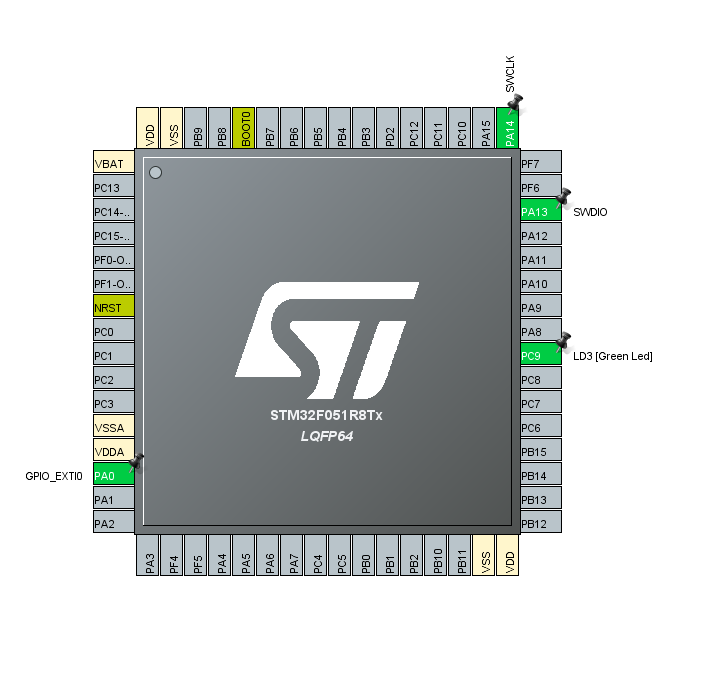 SWCLK
VDD
VSS
PB9
PB8
BOOT0
PB7
PB6
PB5
PB4
PB3
PD2
PC12
PC11
PC10
PA15
PA14
VBAT
PC13
PC14-..
PC15-..
PF0-O..
PF1-O..
NRST
PC0
PC1
PC2
PC3
VSSA
VDDA
GPIO_EXTI0
PA0
PA1
PA2
PF7
PF6
PA13
SWDIO
PA12
PA11
PA10
PA9
PA8
PC9
LD3 [Green Led]
PC8
PC7
PC6
PB15
PB14
PB13
PB12
ST
STM32F051R8Tx
LQFP64
PA3
PF4
PF5
PA4
PA5
PA6
PA7
PC4
PC5
PB0
PB1
PB2
PB10
PB11
VSS
VDD